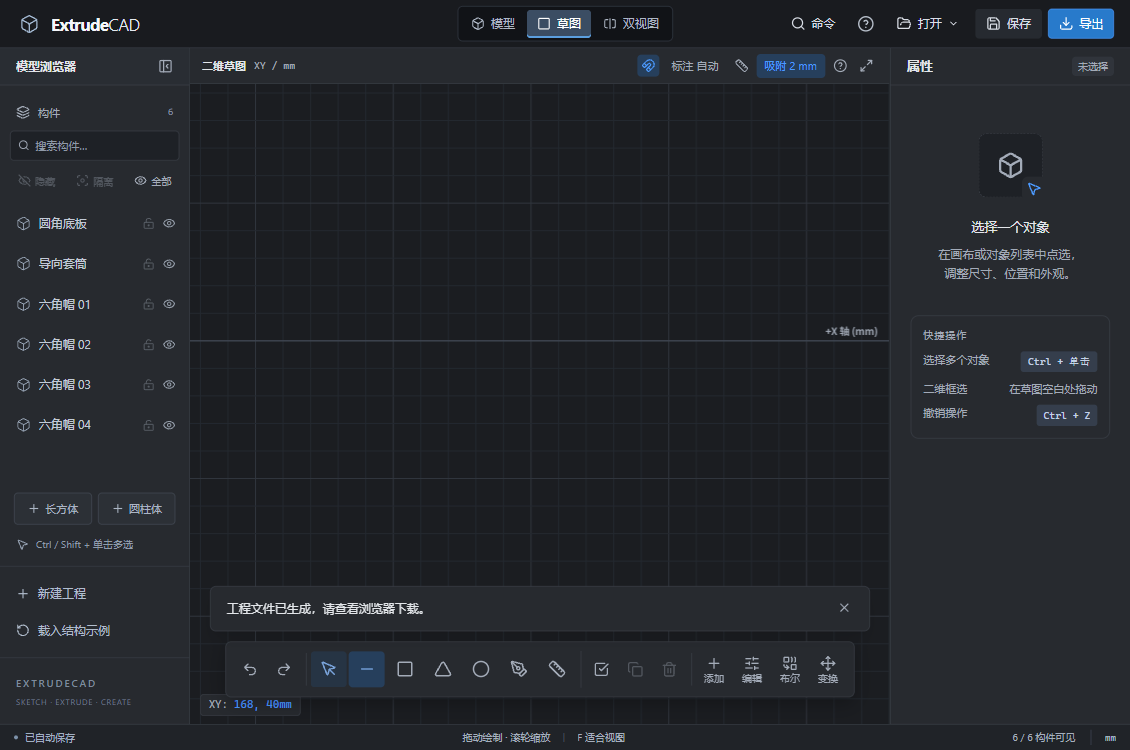 ExtrudeCAD
模型
草图
双视图
命令
打开
保存
导出
模型浏览器
二维草图 XY / mm
标注 自动
吸附 2 mm
属性
未选择
构件 6
搜索构件...
隐藏
隔离
全部
圆角底板
导向套筒
六角帽 01
六角帽 02
六角帽 03
六角帽 04
+X 轴 (mm)
选择一个对象
在画布或对象列表中点选，
调整尺寸、位置和外观。
快捷操作
选择多个对象 Ctrl + 单击
二维框选 在草图空白处拖动
撤销操作 Ctrl + Z
长方体
圆柱体
Ctrl / Shift + 单击多选
新建工程
载入结构示例
工程文件已生成，请查看浏览器下载。
添加
编辑
布尔
变换
XY: 168, 40mm
EXTRUDECAD
SKETCH · EXTRUDE · CREATE
已自动保存
拖动绘制 · 滚轮缩放
F 适合视图
6 / 6 构件可见
mm